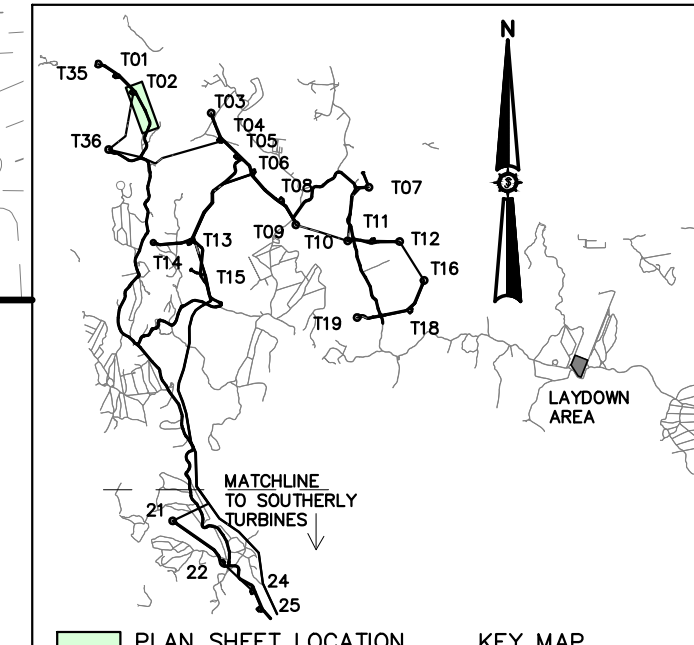 N
T35
T01
T02
T03
T04
T05
T06
T36
T08
T07
T09
T10
T11
T12
T13
T14
T15
T16
T19
T18
LAYDOWN
AREA
MATCHLINE
TO SOUTHERLY
TURBINES
21
22
24
25
PLAN SHEET LOCATION
KEY MAP